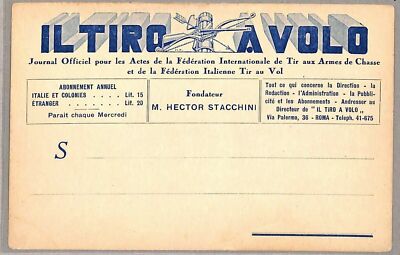 IL TIRO A VOLO
Journal Officiel pour les Actes de la Fédération Internationale de Tir aux Armes de Chasse
et de la Fédération Italienne Tir au Vol
ABONNEMENT ANNUEL
ITALIE ET COLONIES . . Lit. 15
ÉTRANGER . . . . . . Lit. 20
Parait chaque Mercredi
Fondateur
M. HECTOR STACCHINI
Tout ce qui concerne la Direction - la
Redaction - l'Administration - la Publi-
cité et les Abonnements - Andresser au
Directeur de "IL TIRO A VOLO „
Via Palermo, 36 - ROMA - Teleph. 41-675
S